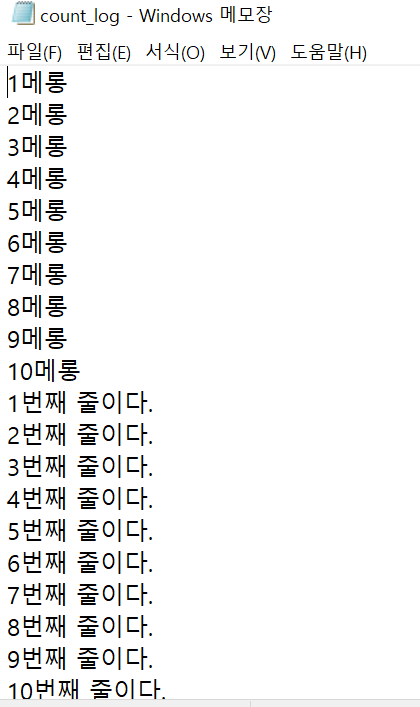 count_log - Windows 메모장
파일(F) 편집(E) 서식(O) 보기(V) 도움말(H)
1메롱
2메롱
3메롱
4메롱
5메롱
6메롱
7메롱
8메롱
9메롱
10메롱
1번째 줄이다.
2번째 줄이다.
3번째 줄이다.
4번째 줄이다.
5번째 줄이다.
6번째 줄이다.
7번째 줄이다.
8번째 줄이다.
9번째 줄이다.
10번째 줄이다.